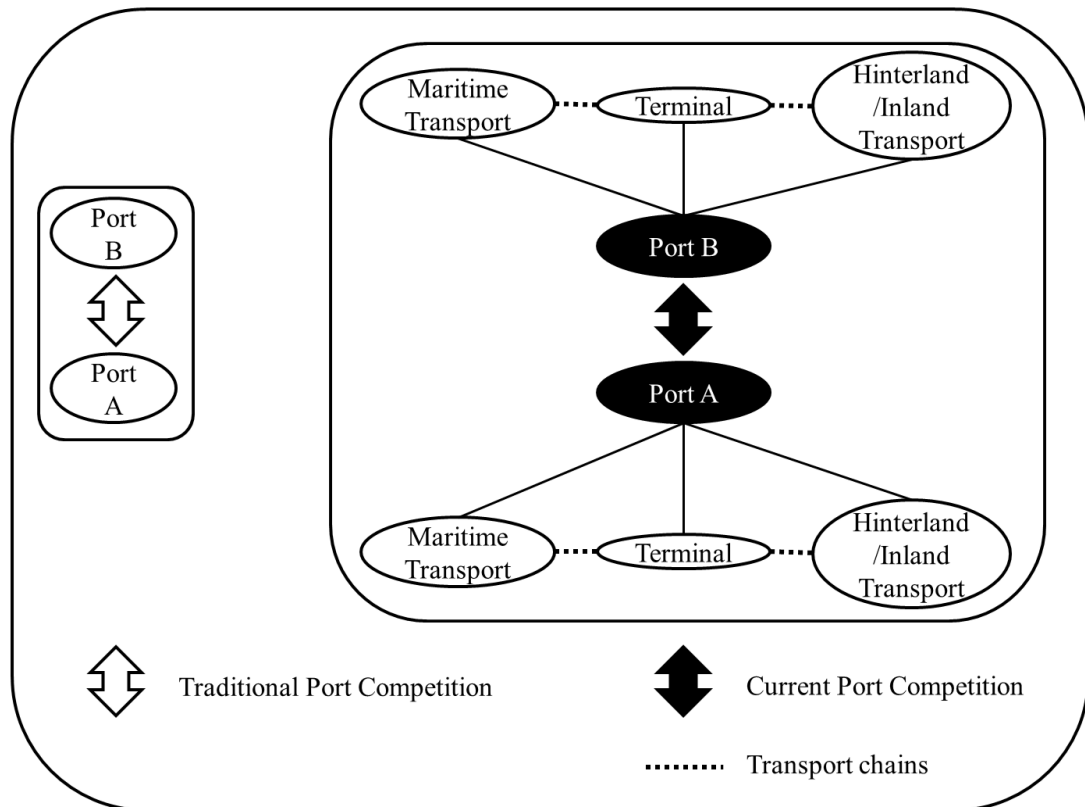 Maritime
Transport
Terminal
Hinterland
/Inland
Transport
Port
B
Port B
Port
A
Port A
Maritime
Transport
Terminal
Hinterland
/Inland
Transport
Traditional Port Competition
Current Port Competition
Transport chains